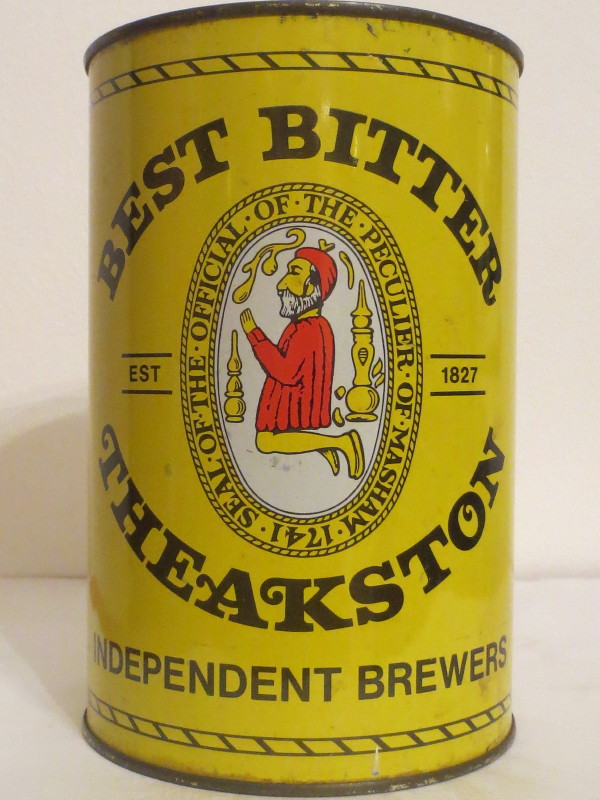 BEST BITTER
SEAL·OF·THE·OFFICIAL·OF·THE·PECULIER·OF·MASHAM·1741·
EST
1827
THEAKSTON
INDEPENDENT BREWERS